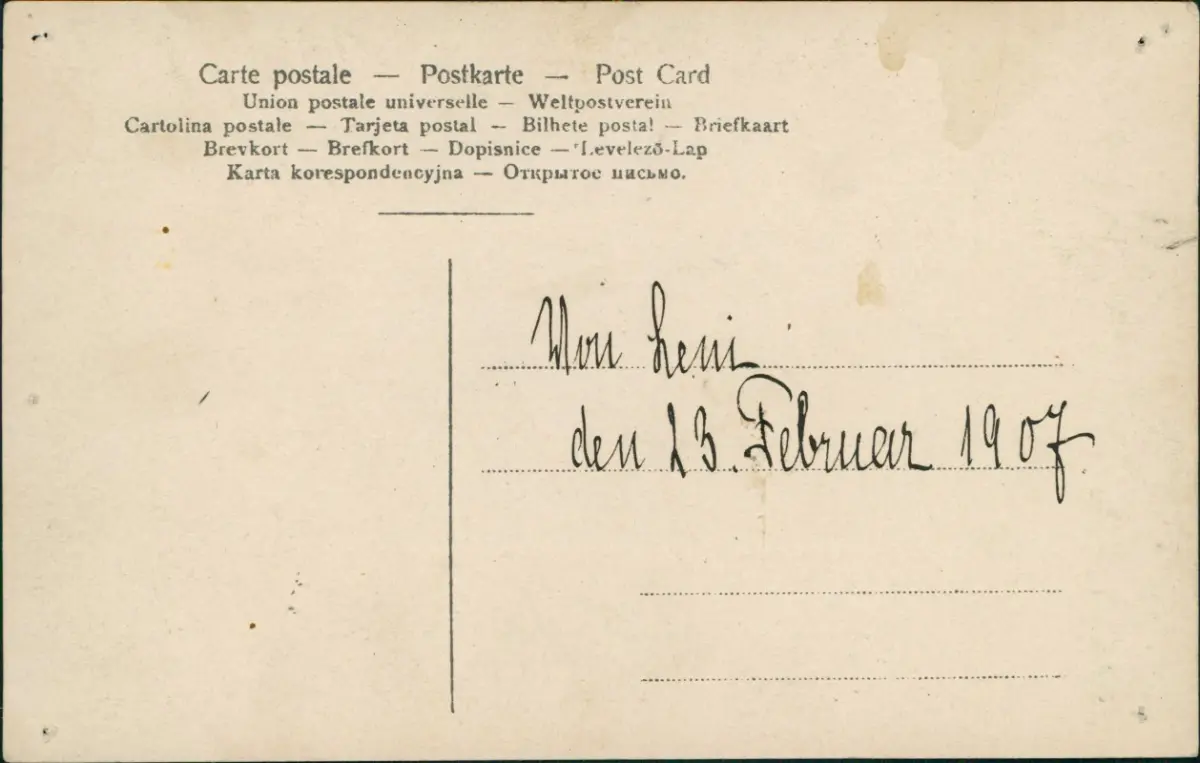 Carte postale — Postkarte — Post Card
Union postale universelle — Weltpostverein
Cartolina postale — Tarjeta postal — Bilhete postal — Briefkaart
Brevkort — Brefkort — Dopisnice — Levelező-Lap
Karta korespondencyjna — Открытое письмо.
Von Leni
den 23. Februar 1907